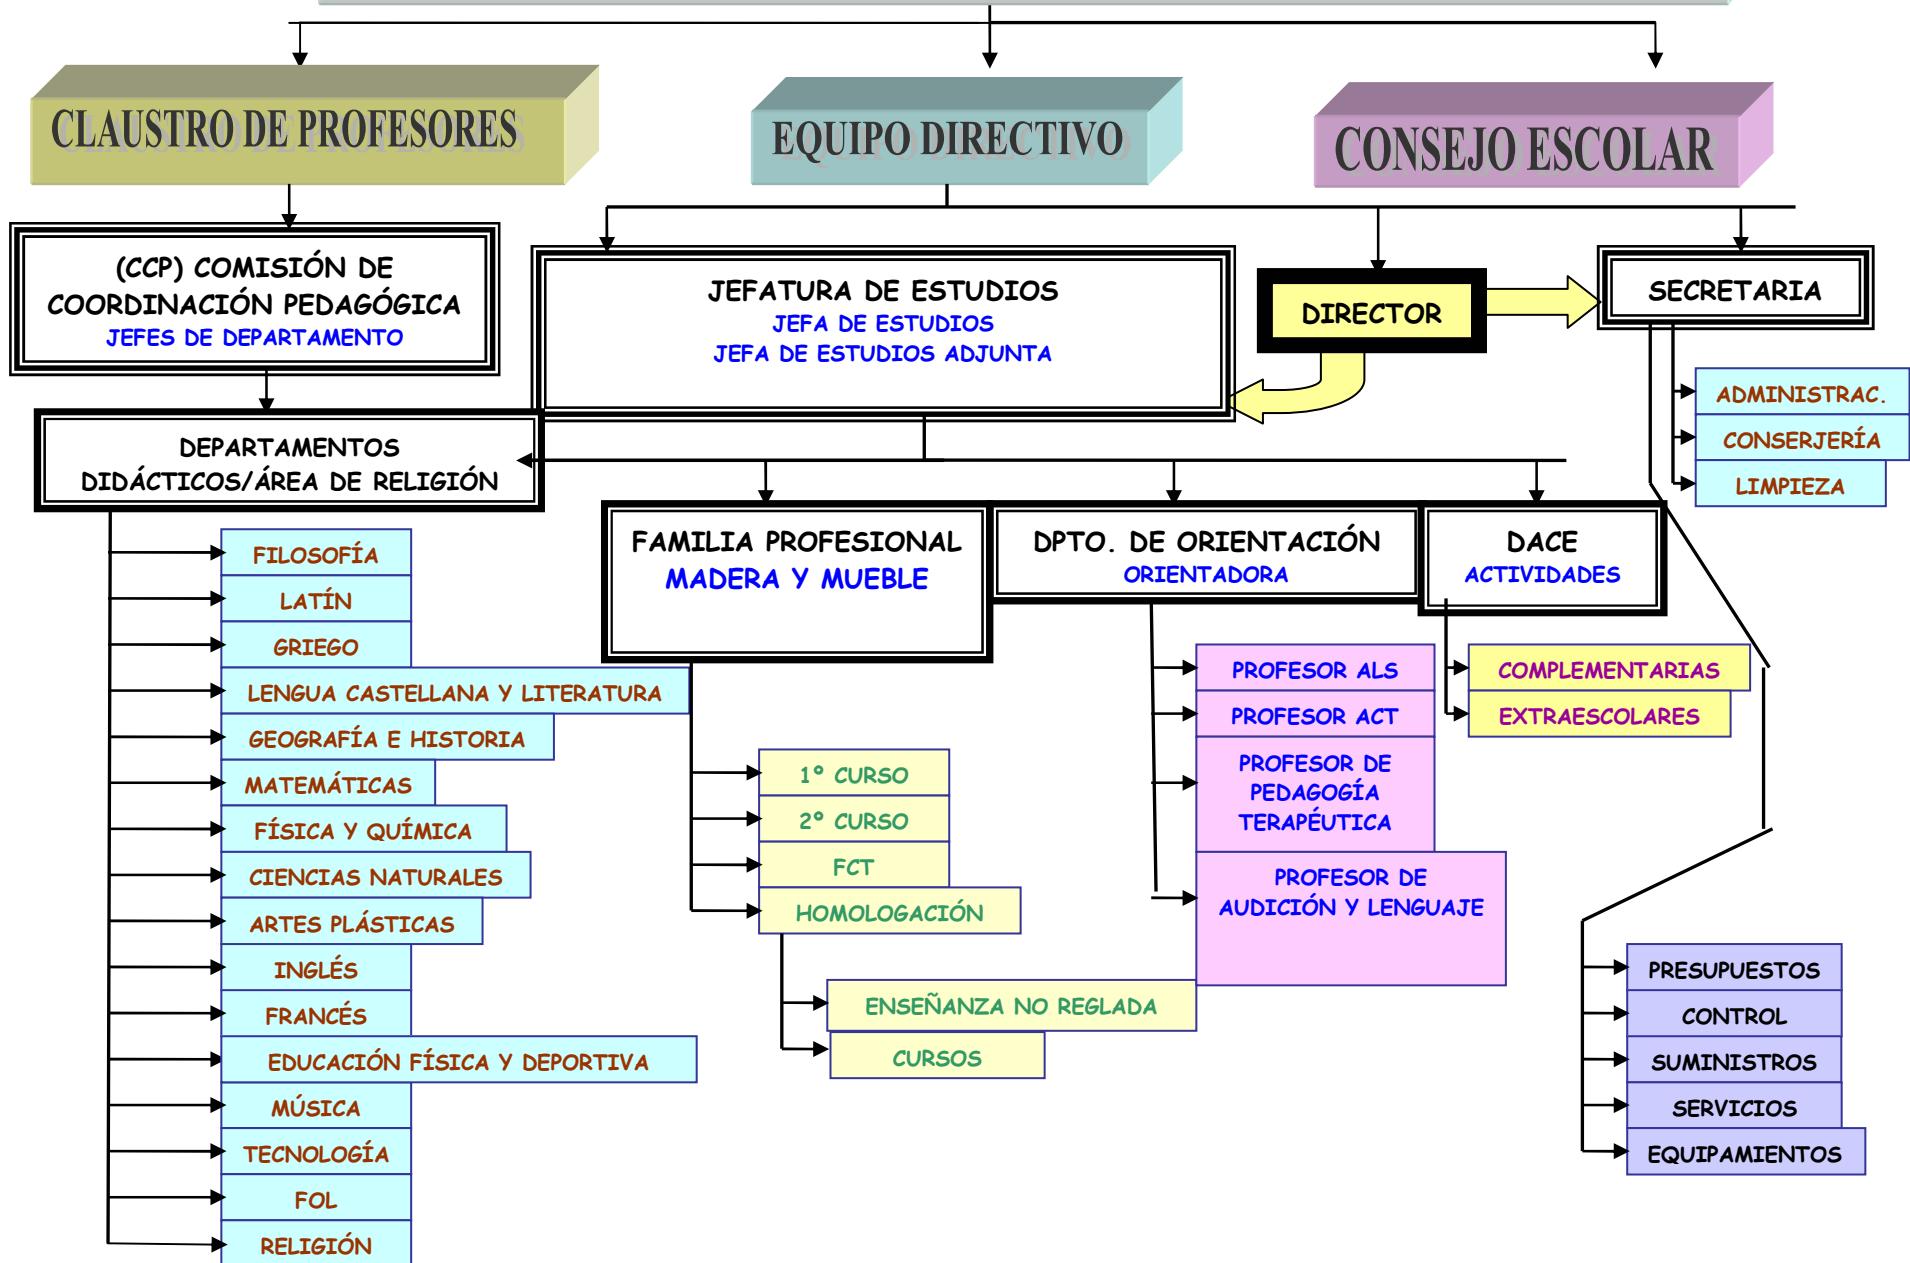 CLAUSTRO DE PROFESORES
EQUIPO DIRECTIVO
CONSEJO ESCOLAR
(CCP) COMISIÓN DE
COORDINACIÓN PEDAGÓGICA
JEFES DE DEPARTAMENTO
JEFATURA DE ESTUDIOS
JEFA DE ESTUDIOS
JEFA DE ESTUDIOS ADJUNTA
DIRECTOR
SECRETARIA
ADMINISTRAC.
CONSERJERÍA
LIMPIEZA
DEPARTAMENTOS
DIDÁCTICOS/ÁREA DE RELIGIÓN
FILOSOFÍA
LATÍN
GRIEGO
LENGUA CASTELLANA Y LITERATURA
GEOGRAFÍA E HISTORIA
MATEMÁTICAS
FÍSICA Y QUÍMICA
CIENCIAS NATURALES
ARTES PLÁSTICAS
INGLÉS
FRANCÉS
EDUCACIÓN FÍSICA Y DEPORTIVA
MÚSICA
TECNOLOGÍA
FOL
RELIGIÓN
FAMILIA PROFESIONAL
MADERA Y MUEBLE
1º CURSO
2º CURSO
FCT
HOMOLOGACIÓN
ENSEÑANZA NO REGLADA
CURSOS
DPTO. DE ORIENTACIÓN
ORIENTADORA
PROFESOR ALS
PROFESOR ACT
PROFESOR DE
PEDAGOGÍA
TERAPÉUTICA
PROFESOR DE
AUDICIÓN Y LENGUAJE
DACE
ACTIVIDADES
COMPLEMENTARIAS
EXTRAESCOLARES
PRESUPUESTOS
CONTROL
SUMINISTROS
SERVICIOS
EQUIPAMIENTOS